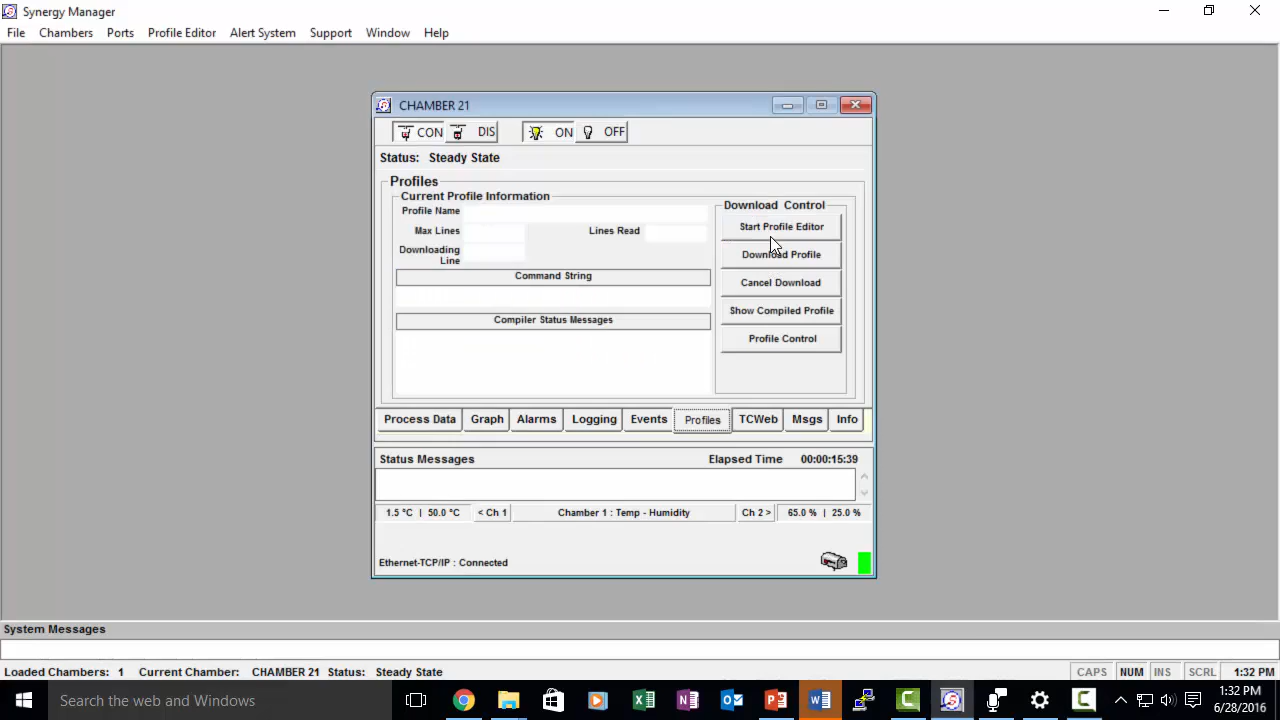 Synergy Manager
File Chambers Ports Profile Editor Alert System Support Window Help
CHAMBER 21
CON DIS ON OFF
Status: Steady State
Profiles
Current Profile Information
Profile Name
Max Lines Lines Read
Downloading
Line
Command String
Compiler Status Messages
Download Control
Start Profile Editor
Download Profile
Cancel Download
Show Compiled Profile
Profile Control
Process Data Graph Alarms Logging Events Profiles TCWeb Msgs Info
Status Messages Elapsed Time 00:00:15:39
1.5 °C | 50.0 °C < Ch 1 Chamber 1 : Temp - Humidity Ch 2 > 65.0 % | 25.0 %
Ethernet-TCP/IP : Connected
System Messages
Loaded Chambers: 1 Current Chamber: CHAMBER 21 Status: Steady State CAPS NUM INS SCRL 1:32 PM
Search the web and Windows
1:32 PM
6/28/2016